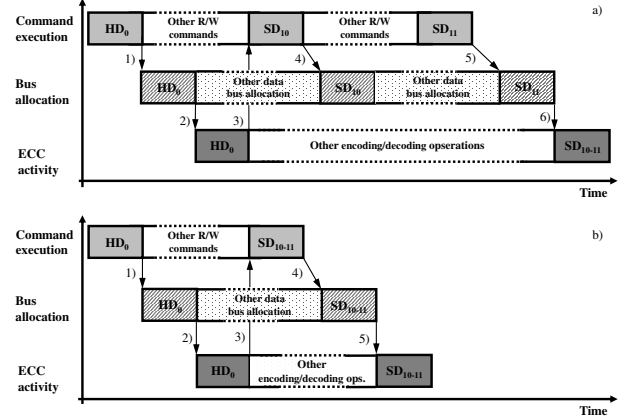 a)
Command
execution
HD0
Other R/W
commands
SD10
Other R/W
commands
SD11
1)
4)
5)
Bus
allocation
HD0
Other data
bus allocation
SD10
Other data
bus allocation
SD11
2)
3)
6)
ECC
activity
HD0
Other encoding/decoding opserations
SD10-11
Time
b)
Command
execution
HD0
Other R/W
commands
SD10-11
1)
4)
Bus
allocation
HD0
Other data
bus allocation
SD10-11
2)
3)
5)
ECC
activity
HD0
Other
encoding/decoding ops.
SD10-11
Time